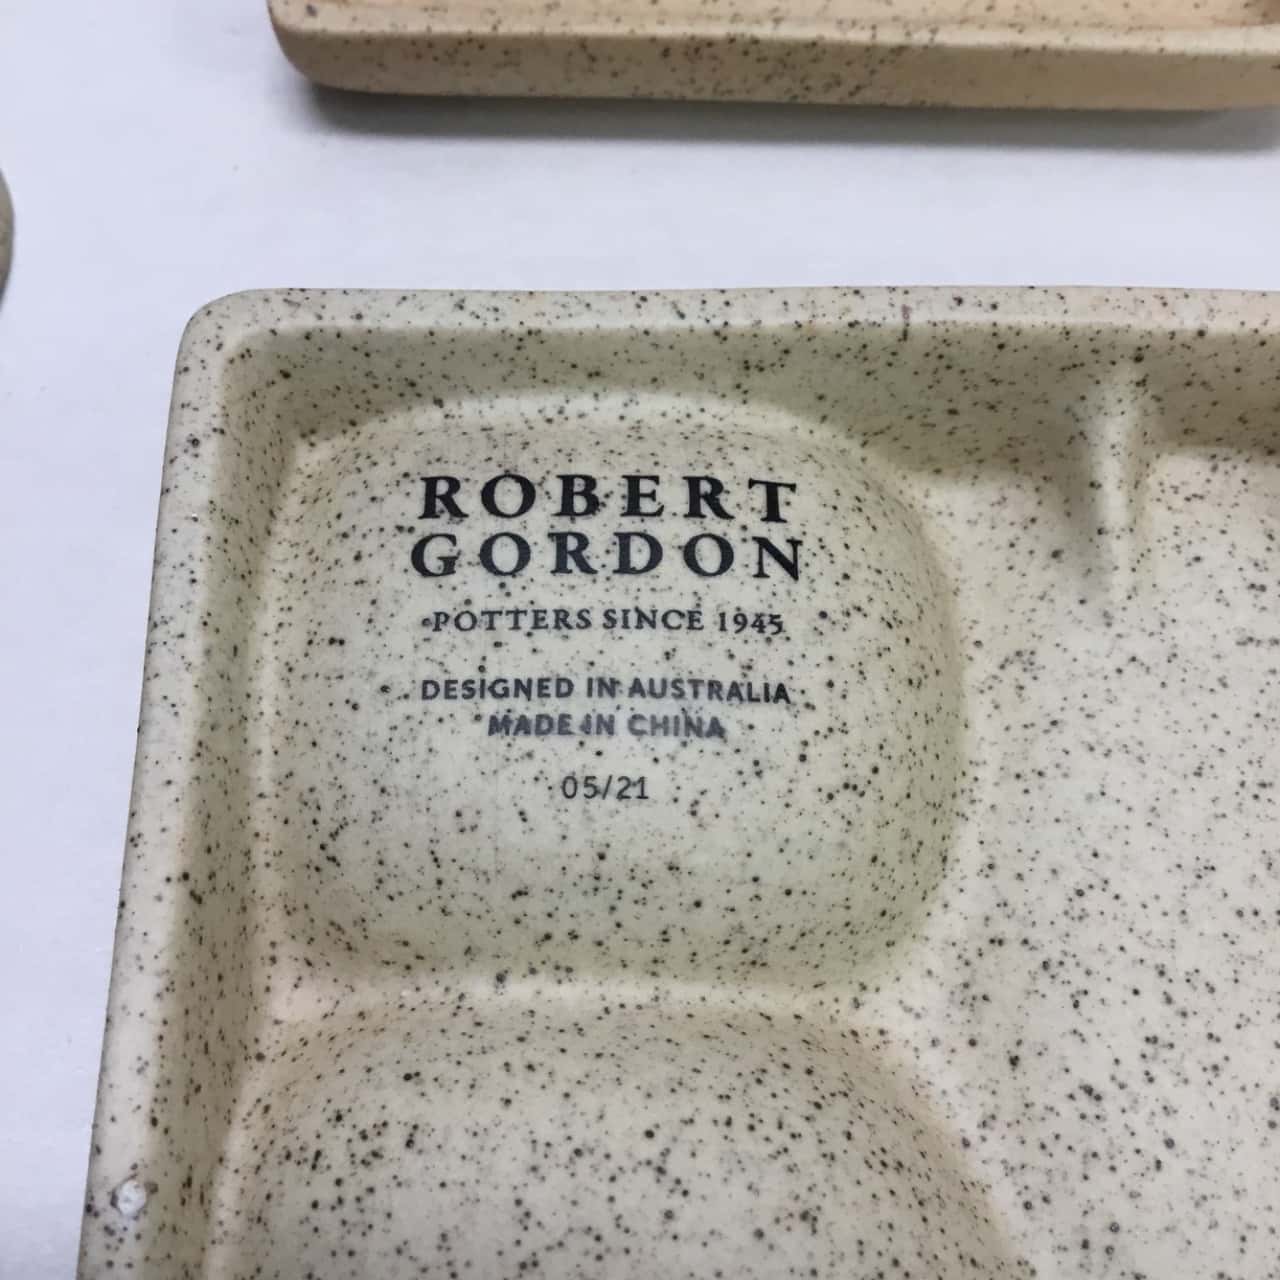 ROBERT
GORDON
POTTERS SINCE 1945
DESIGNED IN AUSTRALIA
MADE IN CHINA
05/21